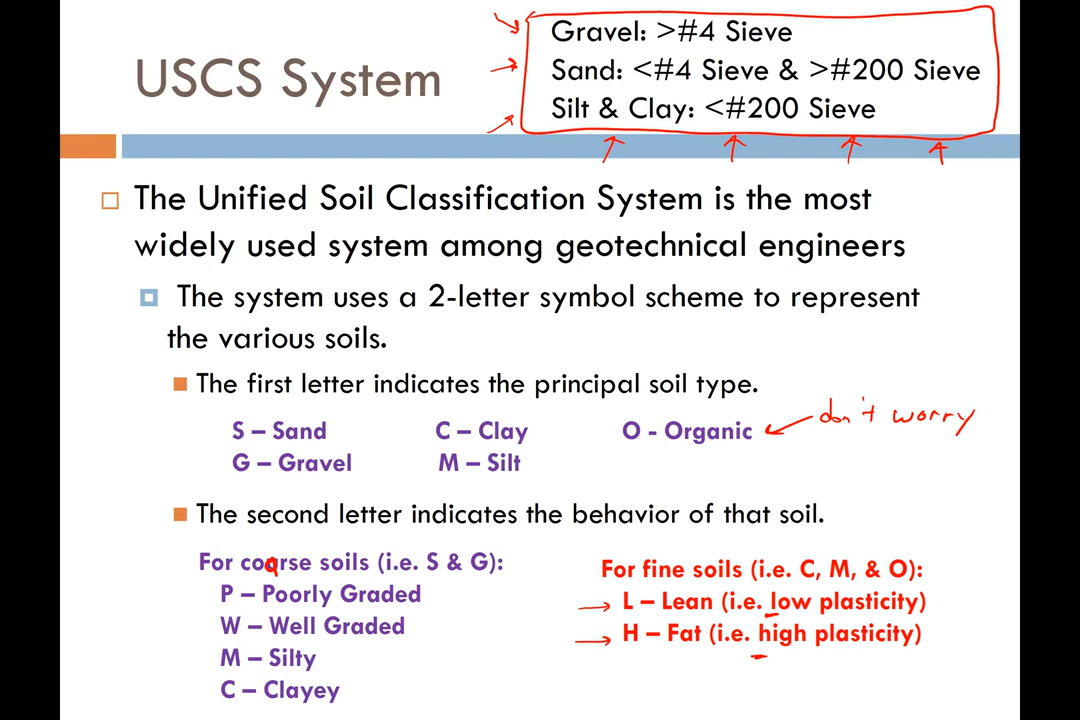 USCS System
Gravel: >#4 Sieve
Sand: <#4 Sieve & >#200 Sieve
Silt & Clay: <#200 Sieve
The Unified Soil Classification System is the most
widely used system among geotechnical engineers
The system uses a 2-letter symbol scheme to represent
the various soils.
The first letter indicates the principal soil type.
S – Sand C – Clay O - Organic don't worry
G – Gravel M – Silt
The second letter indicates the behavior of that soil.
For coarse soils (i.e. S & G):
P – Poorly Graded
W – Well Graded
M – Silty
C – Clayey
For fine soils (i.e. C, M, & O):
L – Lean (i.e. low plasticity)
H – Fat (i.e. high plasticity)